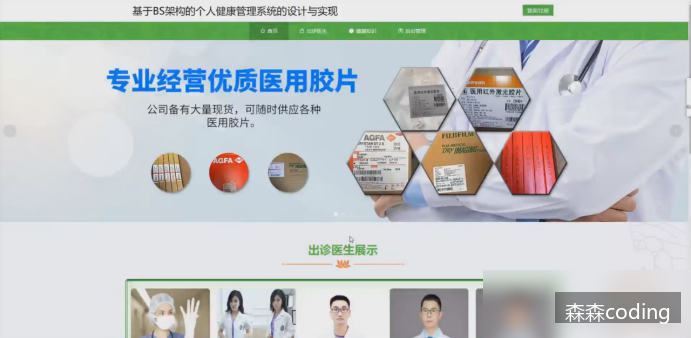 基于BS架构的个人健康管理系统的设计与实现
登录/注册
首页
出诊医生
健康知识
后台管理
专业经营优质医用胶片
公司备有大量现货，可随时供应各种
医用胶片。
医用红外激光胶片
AGFA
FUJIFILM
AGFA
出诊医生展示
森森coding